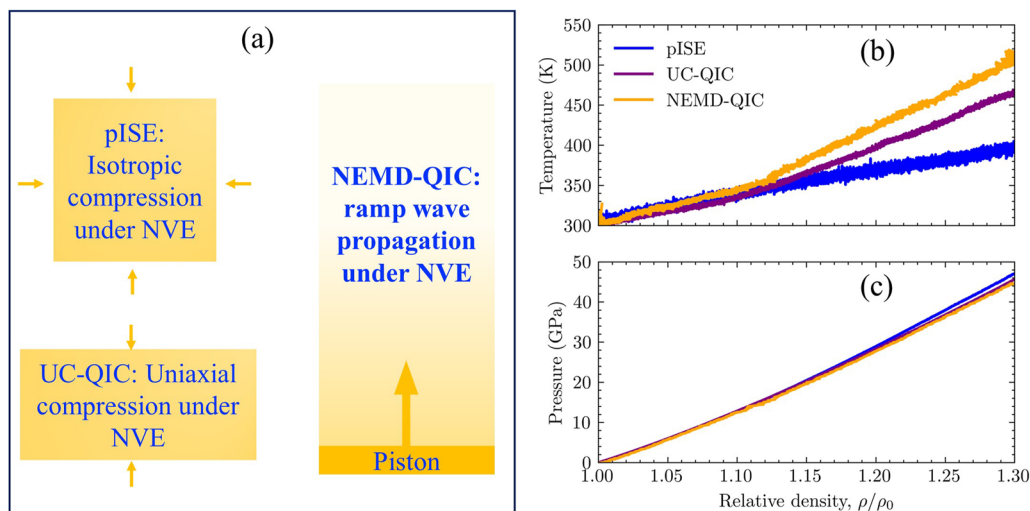 (a)
pISE:
Isotropic
compression
under NVE
UC-QIC: Uniaxial
compression under
NVE
NEMD-QIC:
ramp wave
propagation
under NVE
Piston
(b)
pISE
UC-QIC
NEMD-QIC
Temperature (K)
550
500
450
400
350
300
(c)
Pressure (GPa)
50
40
30
20
10
0
1.00 1.05 1.10 1.15 1.20 1.25 1.30
Relative density, ρ/ρ₀